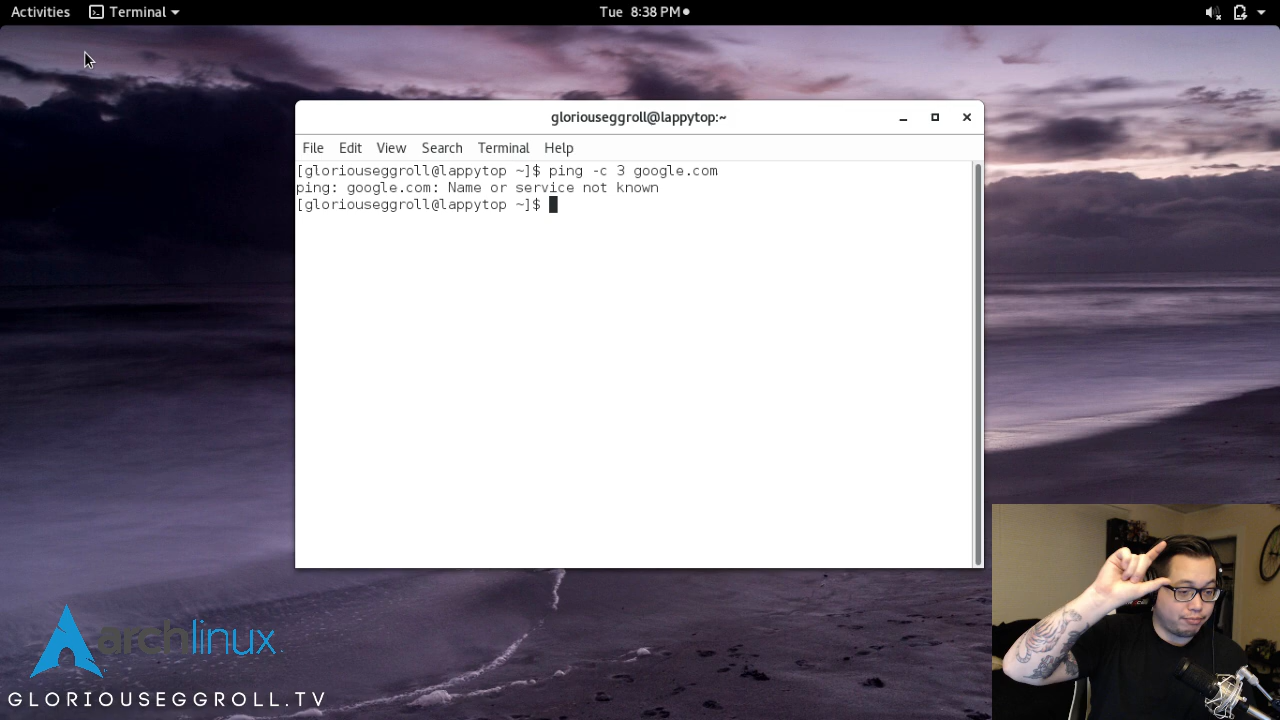 Activities
Terminal
Tue 8:38 PM
gloriouseggroll@lappytop:~
File Edit View Search Terminal Help
[gloriouseggroll@lappytop ~]$ ping -c 3 google.com
ping: google.com: Name or service not known
[gloriouseggroll@lappytop ~]$
archlinux.
GLORIOUSEGGROLL.TV